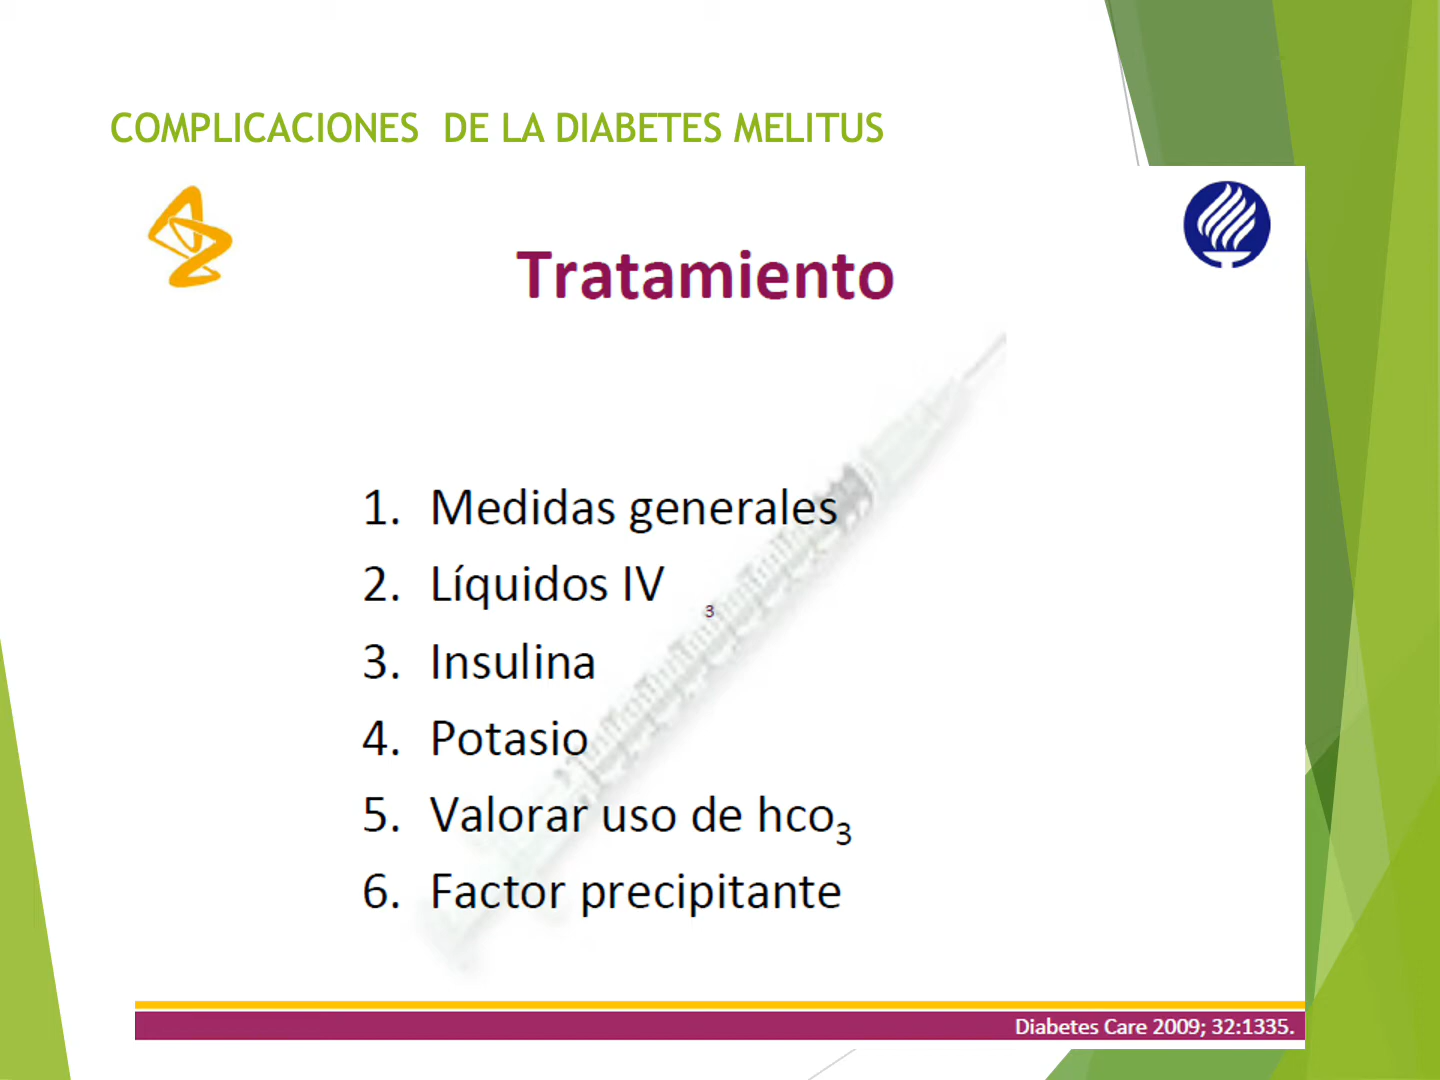 COMPLICACIONES DE LA DIABETES MELITUS
Tratamiento
1. Medidas generales
2. Líquidos IV
3
3. Insulina
4. Potasio
5. Valorar uso de hco₃
6. Factor precipitante
Diabetes Care 2009; 32:1335.